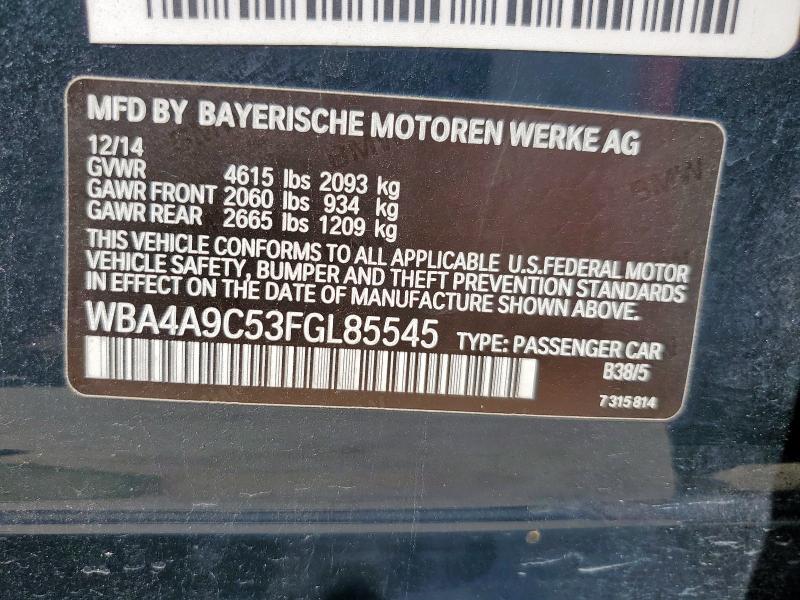 MFD BY BAYERISCHE MOTOREN WERKE AG
12/14
GVWR 4615 lbs 2093 kg
GAWR FRONT 2060 lbs 934 kg
GAWR REAR 2665 lbs 1209 kg
THIS VEHICLE CONFORMS TO ALL APPLICABLE U.S.FEDERAL MOTOR
VEHICLE SAFETY, BUMPER AND THEFT PREVENTION STANDARDS
IN EFFECT ON THE DATE OF MANUFACTURE SHOWN ABOVE.
WBA4A9C53FGL85545 TYPE: PASSENGER CAR
B38/5
7315814
BMW
BMW